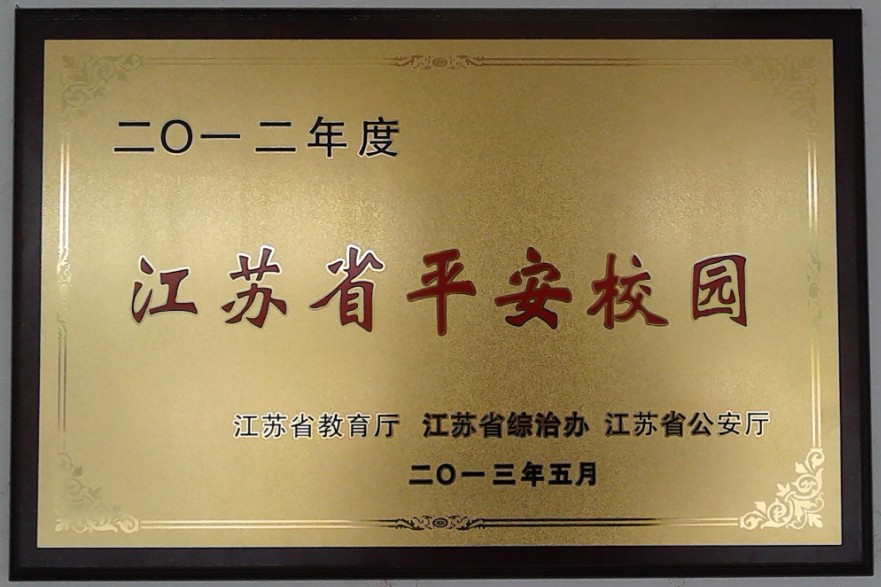 二〇一二年度
江苏省平安校园
江苏省教育厅 江苏省综治办 江苏省公安厅
二〇一三年五月